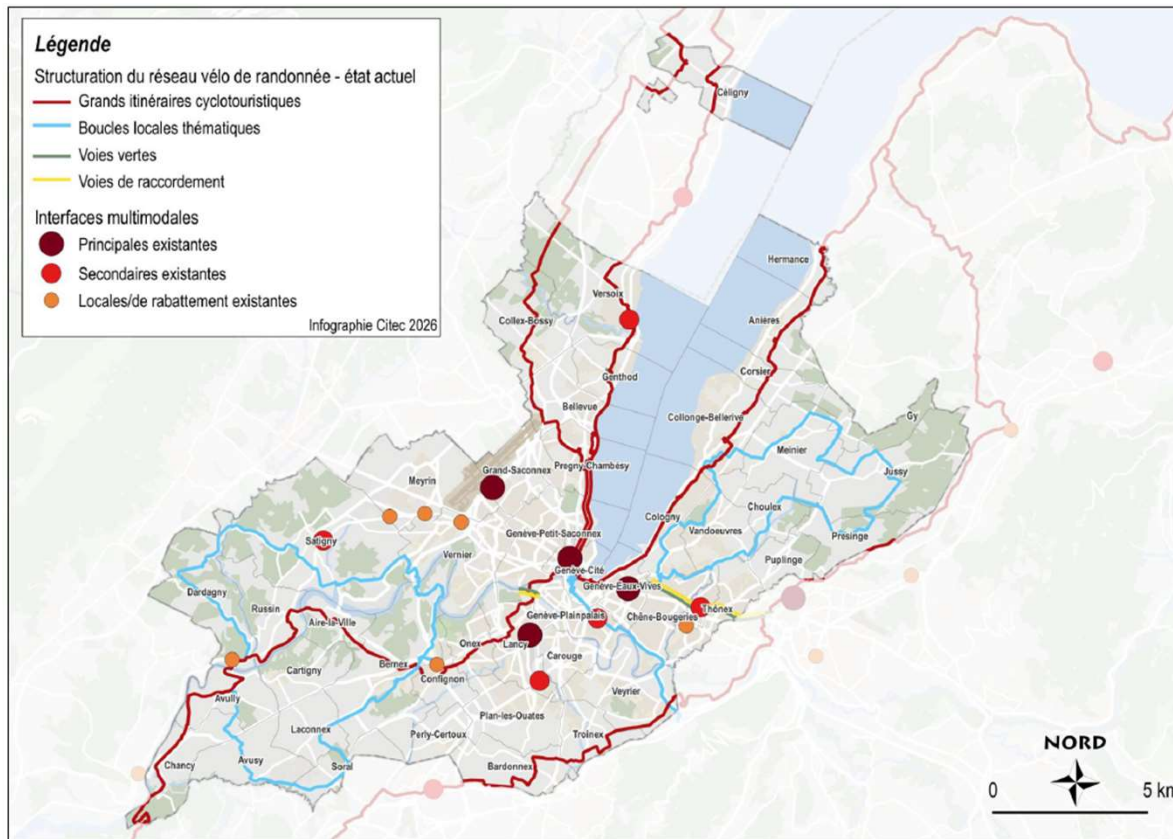 Légende
Structuration du réseau vélo de randonnée - état actuel
Grands itinéraires cyclotouristiques
Boucles locales thématiques
Voies vertes
Voies de raccordement
Interfaces multimodales
Principales existantes
Secondaires existantes
Locales/de rabattement existantes
Infographie Citec 2026
Céligny
Hermance
Versoix
Collex-Bossy
Anières
Genthod
Corsier
Bellevue
Collonge-Bellerive
Gy
Meinier
Pregny-Chambésy
Grand-Saconnex
Jussy
Meyrin
Choulex
Cologny
Vandoeuvres
Genève-Petit-Saconnex
Presinge
Satigny
Vernier
Puplinge
Genève-Cité
Genève-Eaux-Vives
Dardagny
Russin
Thônex
Aire-la-Ville
Genève-Plainpalais
Chêne-Bougeries
Onex
Lancy
Carouge
Cartigny
Bernex
Confignon
Veyrier
Avully
Plan-les-Ouates
Laconnex
Perly-Certoux
Troinex
Avusy
Chancy
Soral
Bardonnex
NORD
0 5 km